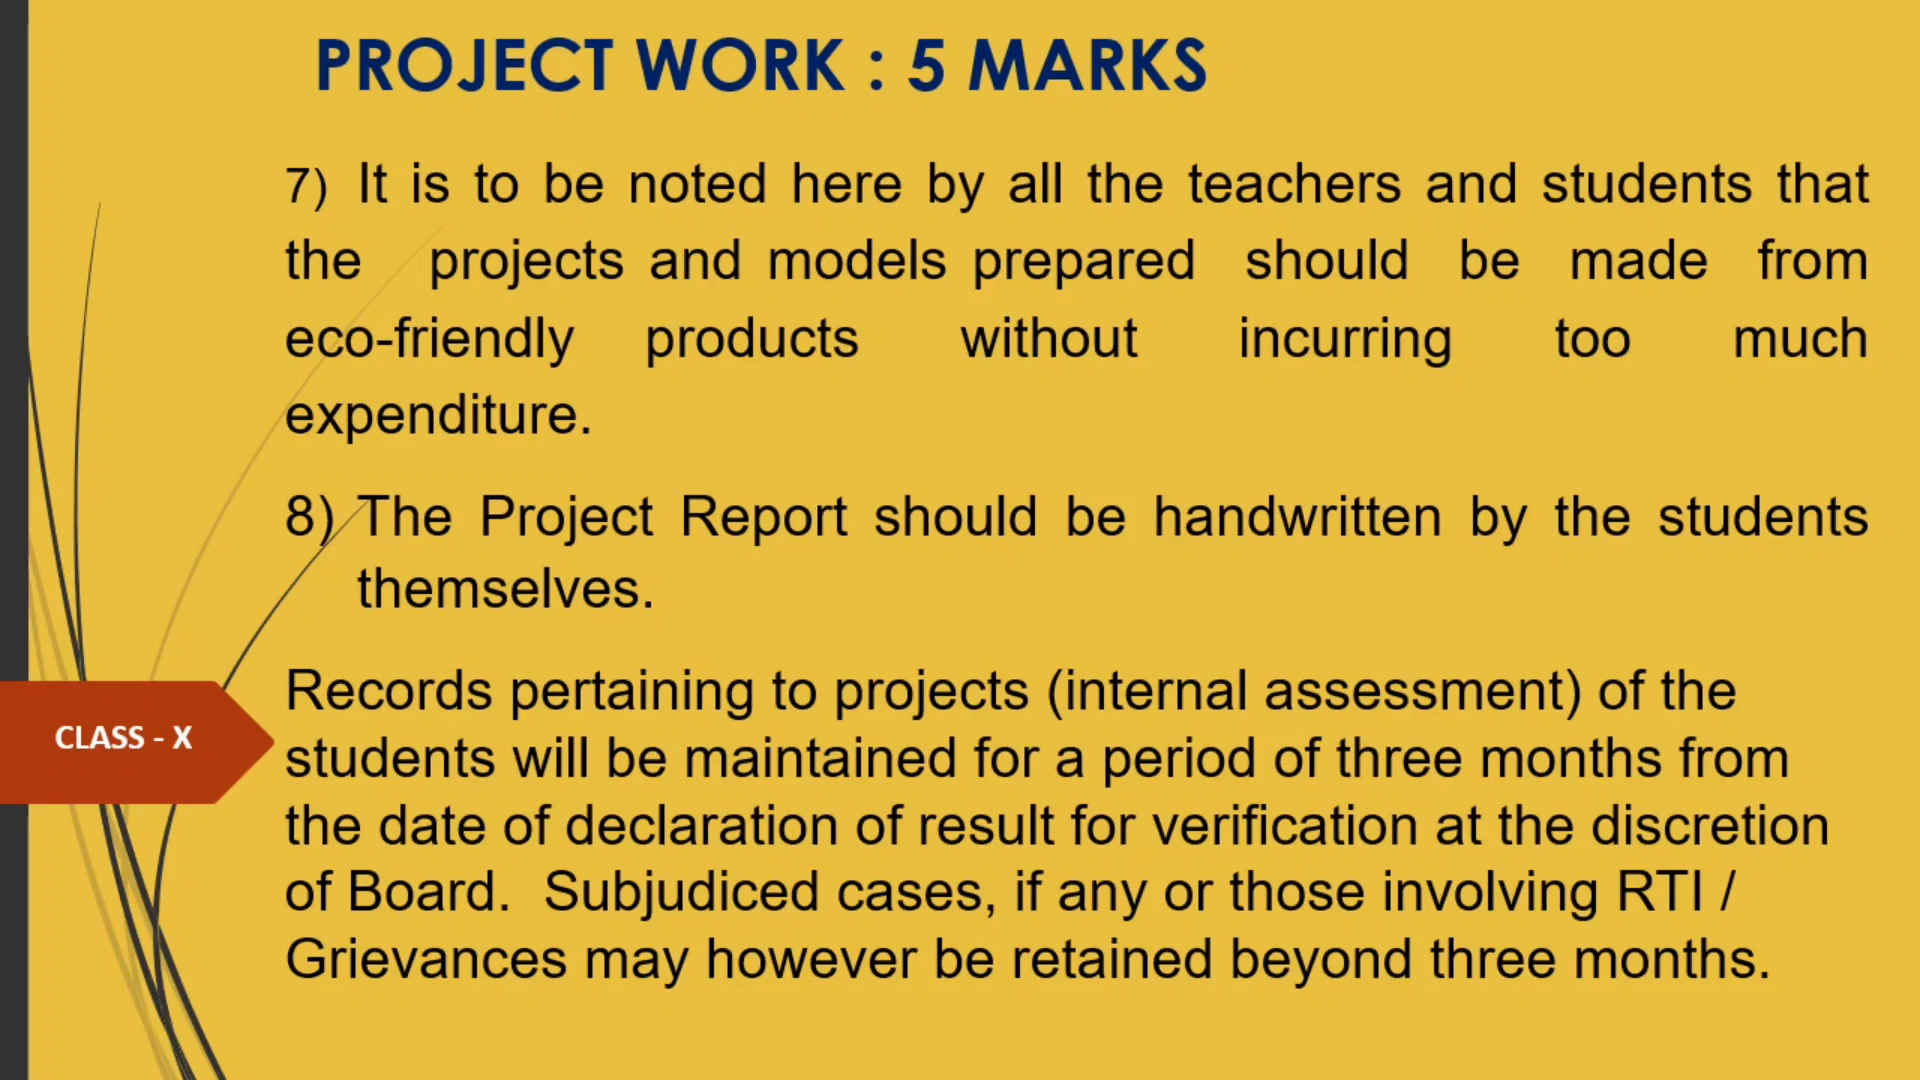 PROJECT WORK : 5 MARKS
7) It is to be noted here by all the teachers and students that
the projects and models prepared should be made from
eco-friendly products without incurring too much
expenditure.
8) The Project Report should be handwritten by the students
themselves.
Records pertaining to projects (internal assessment) of the
students will be maintained for a period of three months from
the date of declaration of result for verification at the discretion
of Board. Subjudiced cases, if any or those involving RTI /
Grievances may however be retained beyond three months.
CLASS - X